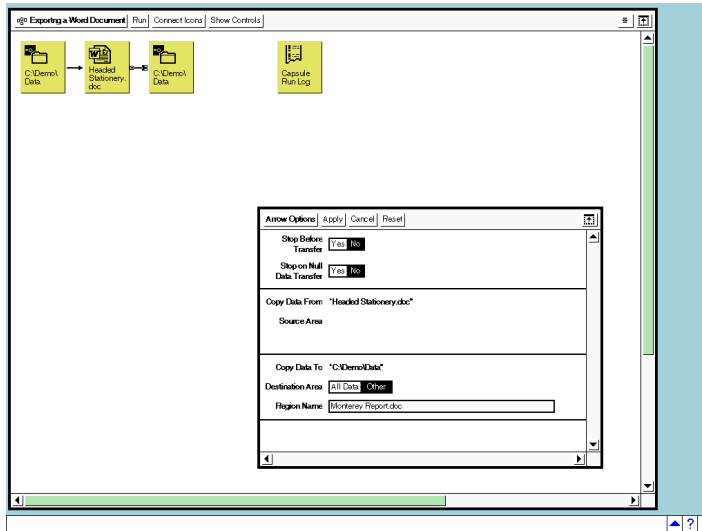 Exporting a Word Document Run Connect Icons Show Controls
C:\Demo\
Data
Headed
Stationery.
doc
C:\Demo\
Data
Capsule
Run Log
Arrow Options Apply Cancel Reset
Stop Before
Transfer
Yes No
Stop on Null
Data Transfer
Yes No
Copy Data From "Headed Stationery.doc"
Source Area
Copy Data To "C:\Demo\Data"
Destination Area All Data Other
Region Name Monterey Report.doc
?